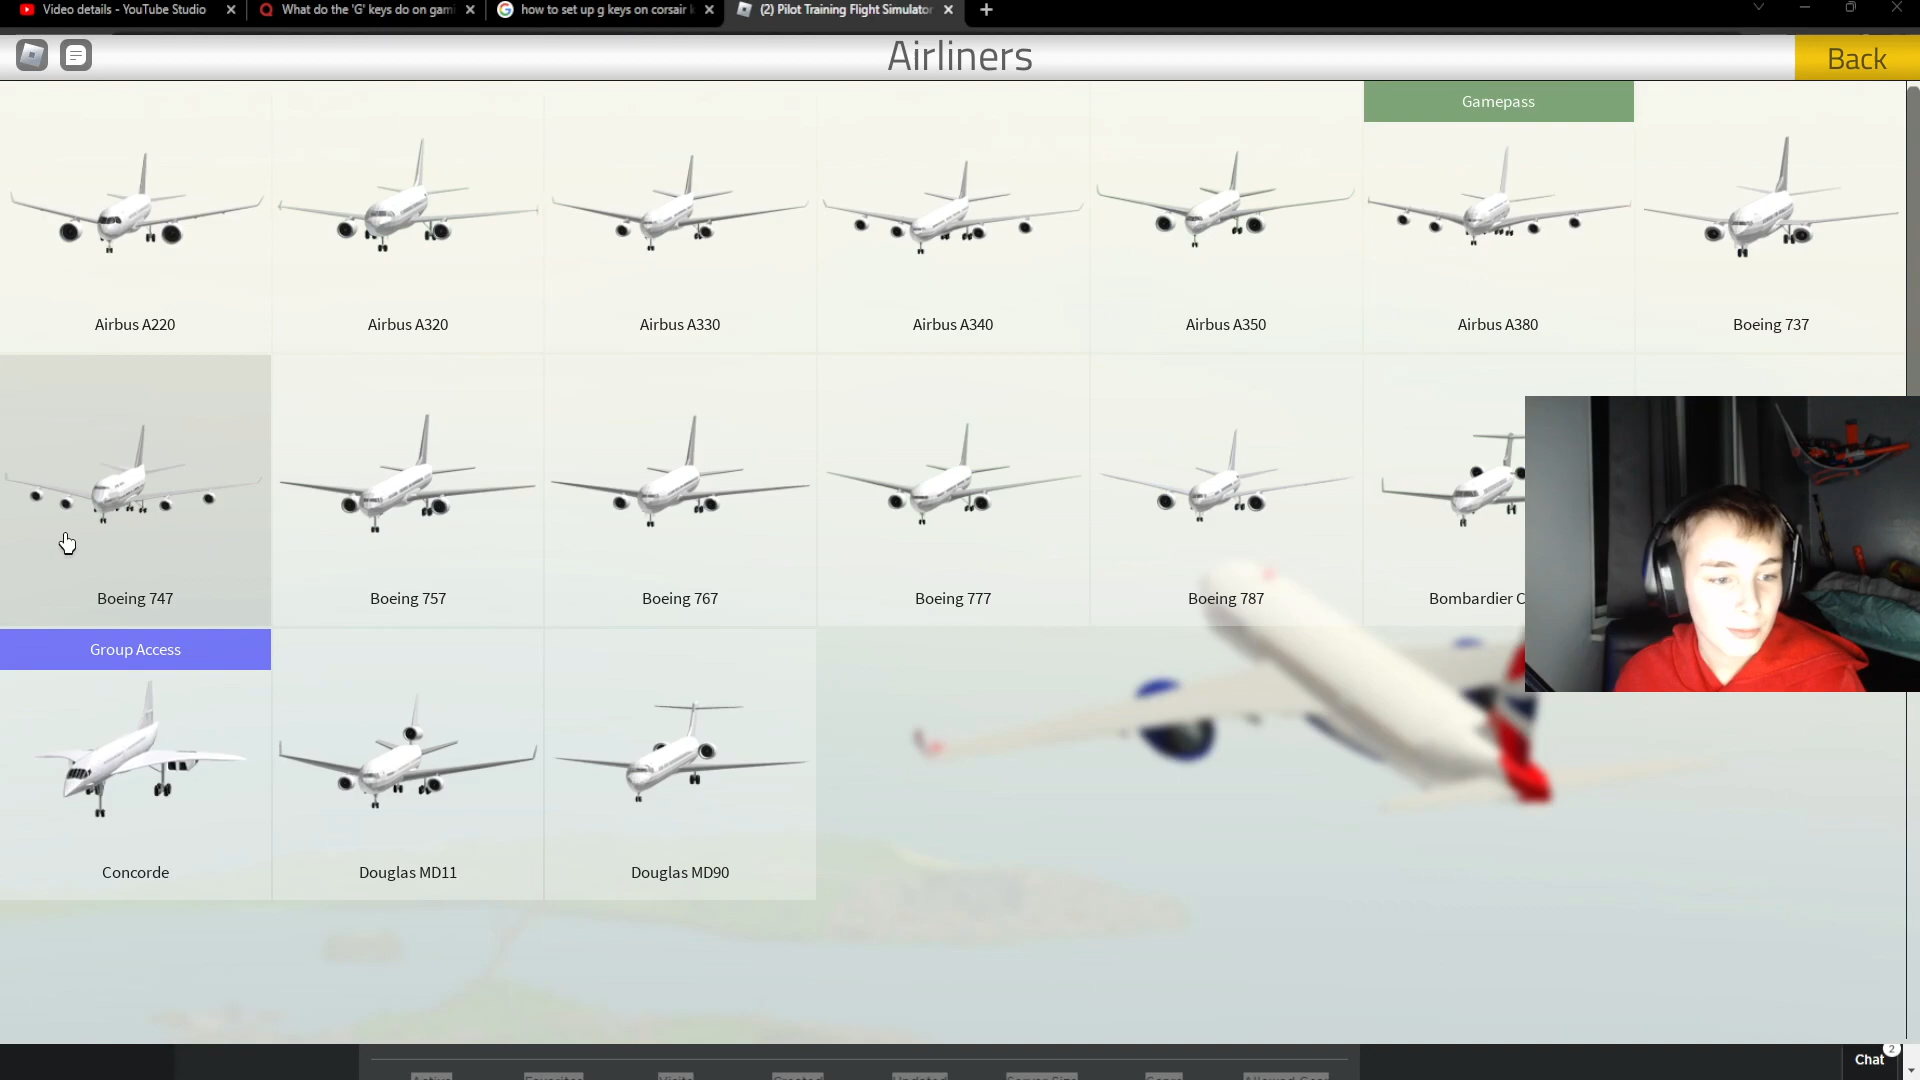 Video details - YouTube Studio
What do the 'G' keys do on gam
how to set up g keys on corsair k
(2) Pilot Training Flight Simulator
Airliners
Back
Gamepass
Airbus A220
Airbus A320
Airbus A330
Airbus A340
Airbus A350
Airbus A380
Boeing 737
Boeing 747
Boeing 757
Boeing 767
Boeing 777
Boeing 787
Bombardier C
Group Access
Concorde
Douglas MD11
Douglas MD90
Chat
2